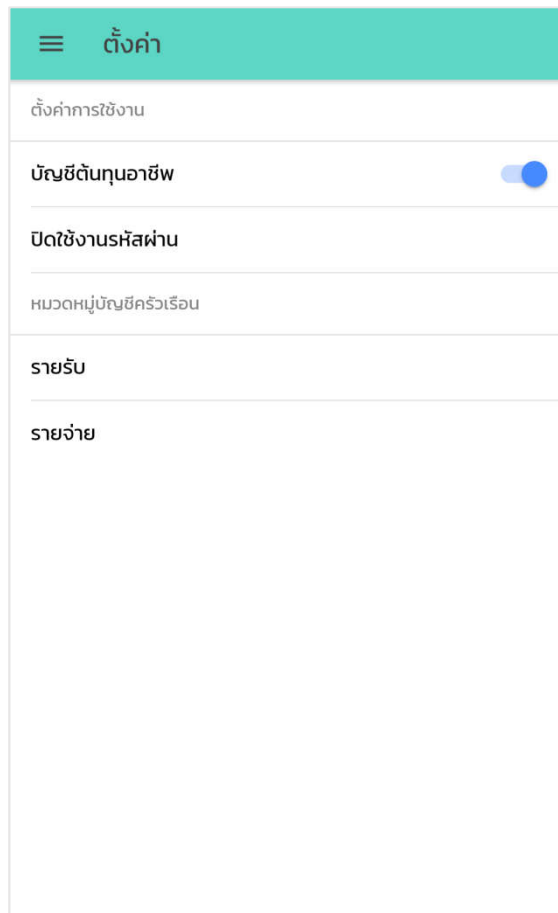 ตั้งค่า
ตั้งค่าการใช้งาน
บัญชีต้นทุนอาชีพ
ปิดใช้งานรหัสผ่าน
หมวดหมู่บัญชีครัวเรือน
รายรับ
รายจ่าย